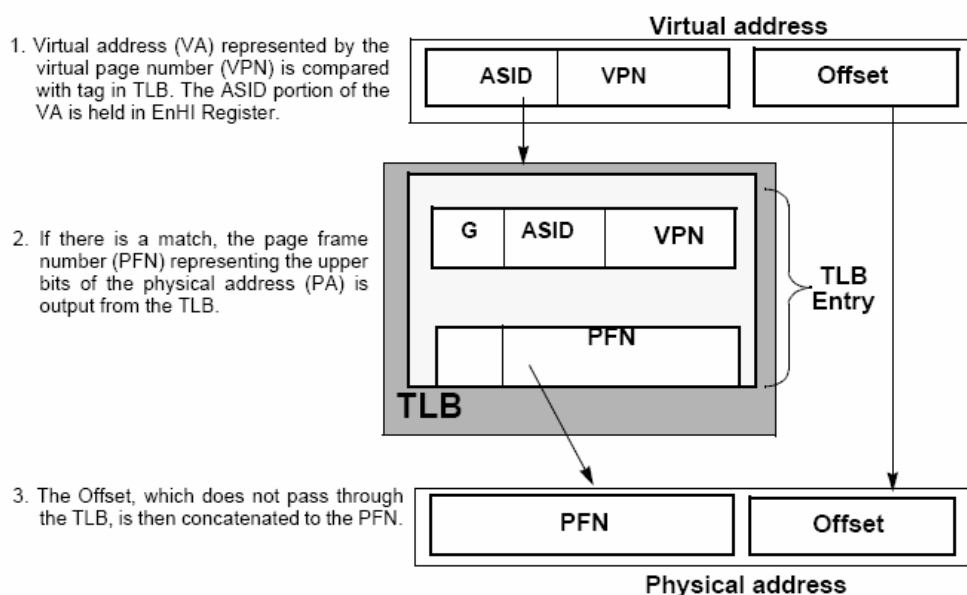 Virtual address
1. Virtual address (VA) represented by the
virtual page number (VPN) is compared
with tag in TLB. The ASID portion of the
VA is held in EnHI Register.
ASID VPN Offset
2. If there is a match, the page frame
number (PFN) representing the upper
bits of the physical address (PA) is
output from the TLB.
G ASID VPN
TLB
Entry
PFN
TLB
3. The Offset, which does not pass through
the TLB, is then concatenated to the PFN.
PFN Offset
Physical address